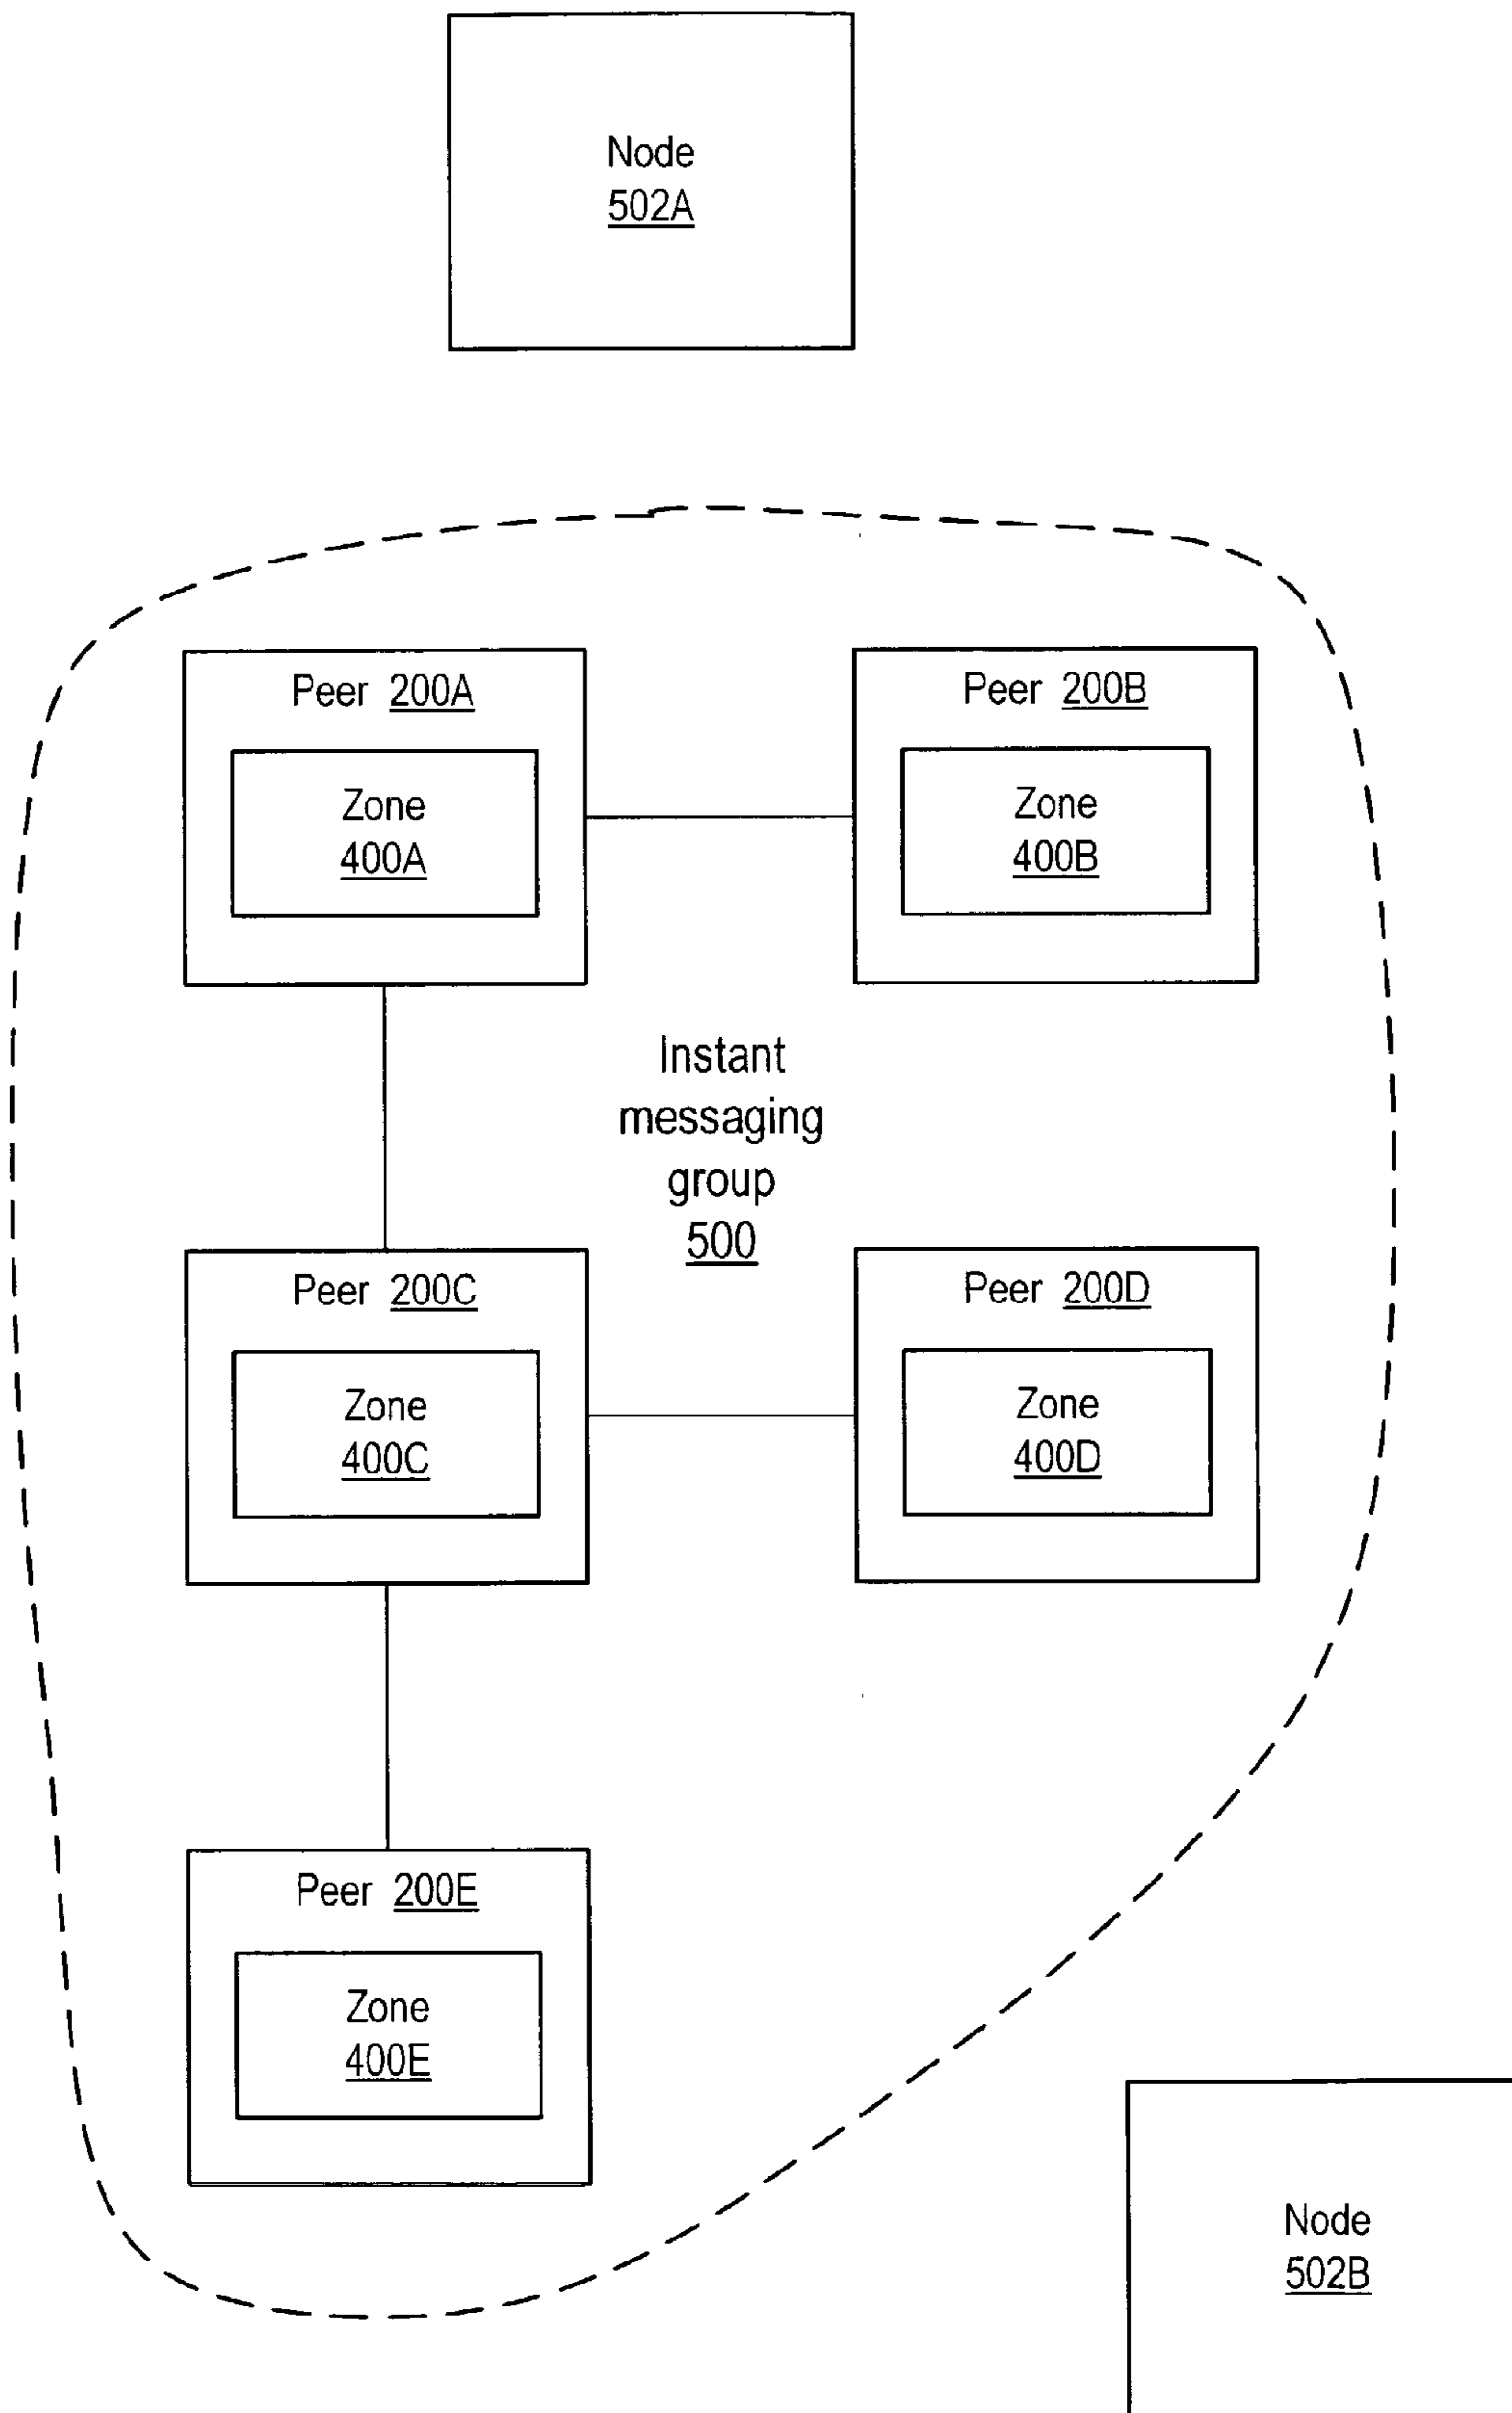 Node
502A
Peer 200A
Zone
400A
Peer 200B
Zone
400B
Instant
messaging
group
500
Peer 200C
Zone
400C
Peer 200D
Zone
400D
Peer 200E
Zone
400E
Node
502B